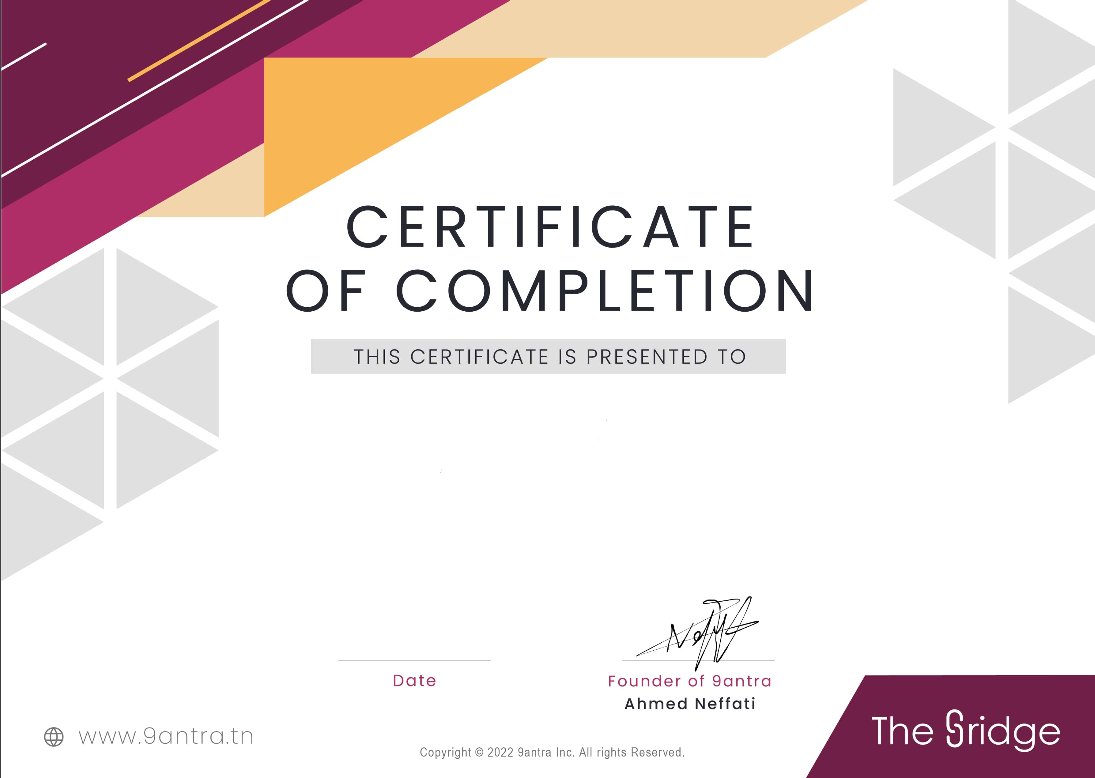 CERTIFICATE
OF COMPLETION
THIS CERTIFICATE IS PRESENTED TO
Date
Founder of 9antra
Ahmed Neffati
www.9antra.tn
Copyright © 2022 9antra Inc. All rights Reserved.
The Bridge